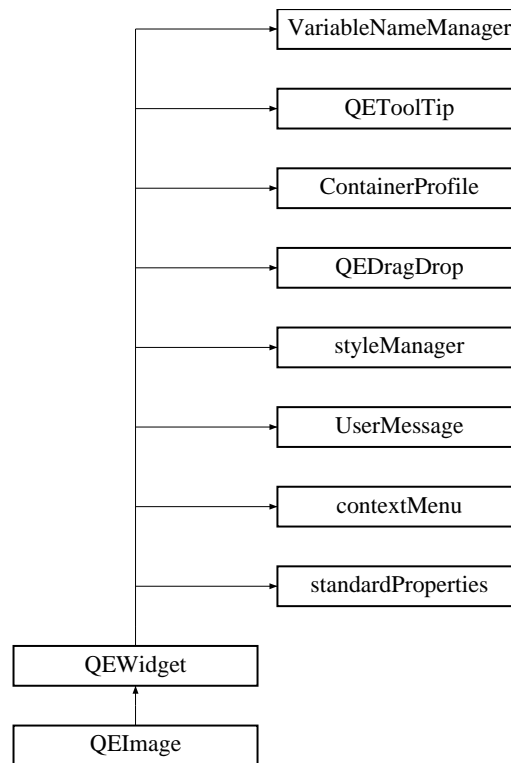 VariableNameManager
QEToolTip
ContainerProfile
QEDragDrop
styleManager
UserMessage
contextMenu
standardProperties
QEWidget
QEImage